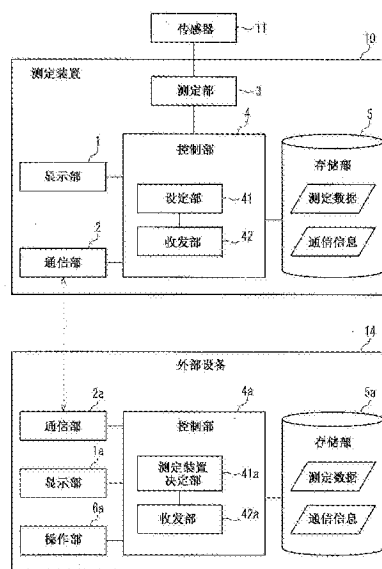 传感器
11
10
测定装置
测定部
3
4
5
控制部
存储部
1
显示部
设定部
41
测定数据
2
收发部
42
通信信息
通信部
14
外部设备
2a
4a
5a
通信部
控制部
存储部
1a
测定装置
决定部
41a
测定数据
显示部
6a
收发部
42a
通信信息
操作部